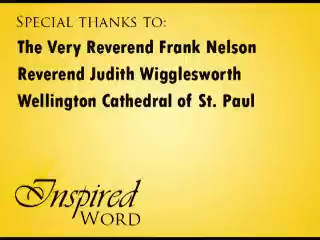 Special thanks to:
The Very Reverend Frank Nelson
Reverend Judith Wigglesworth
Wellington Cathedral of St. Paul
Inspired
Word